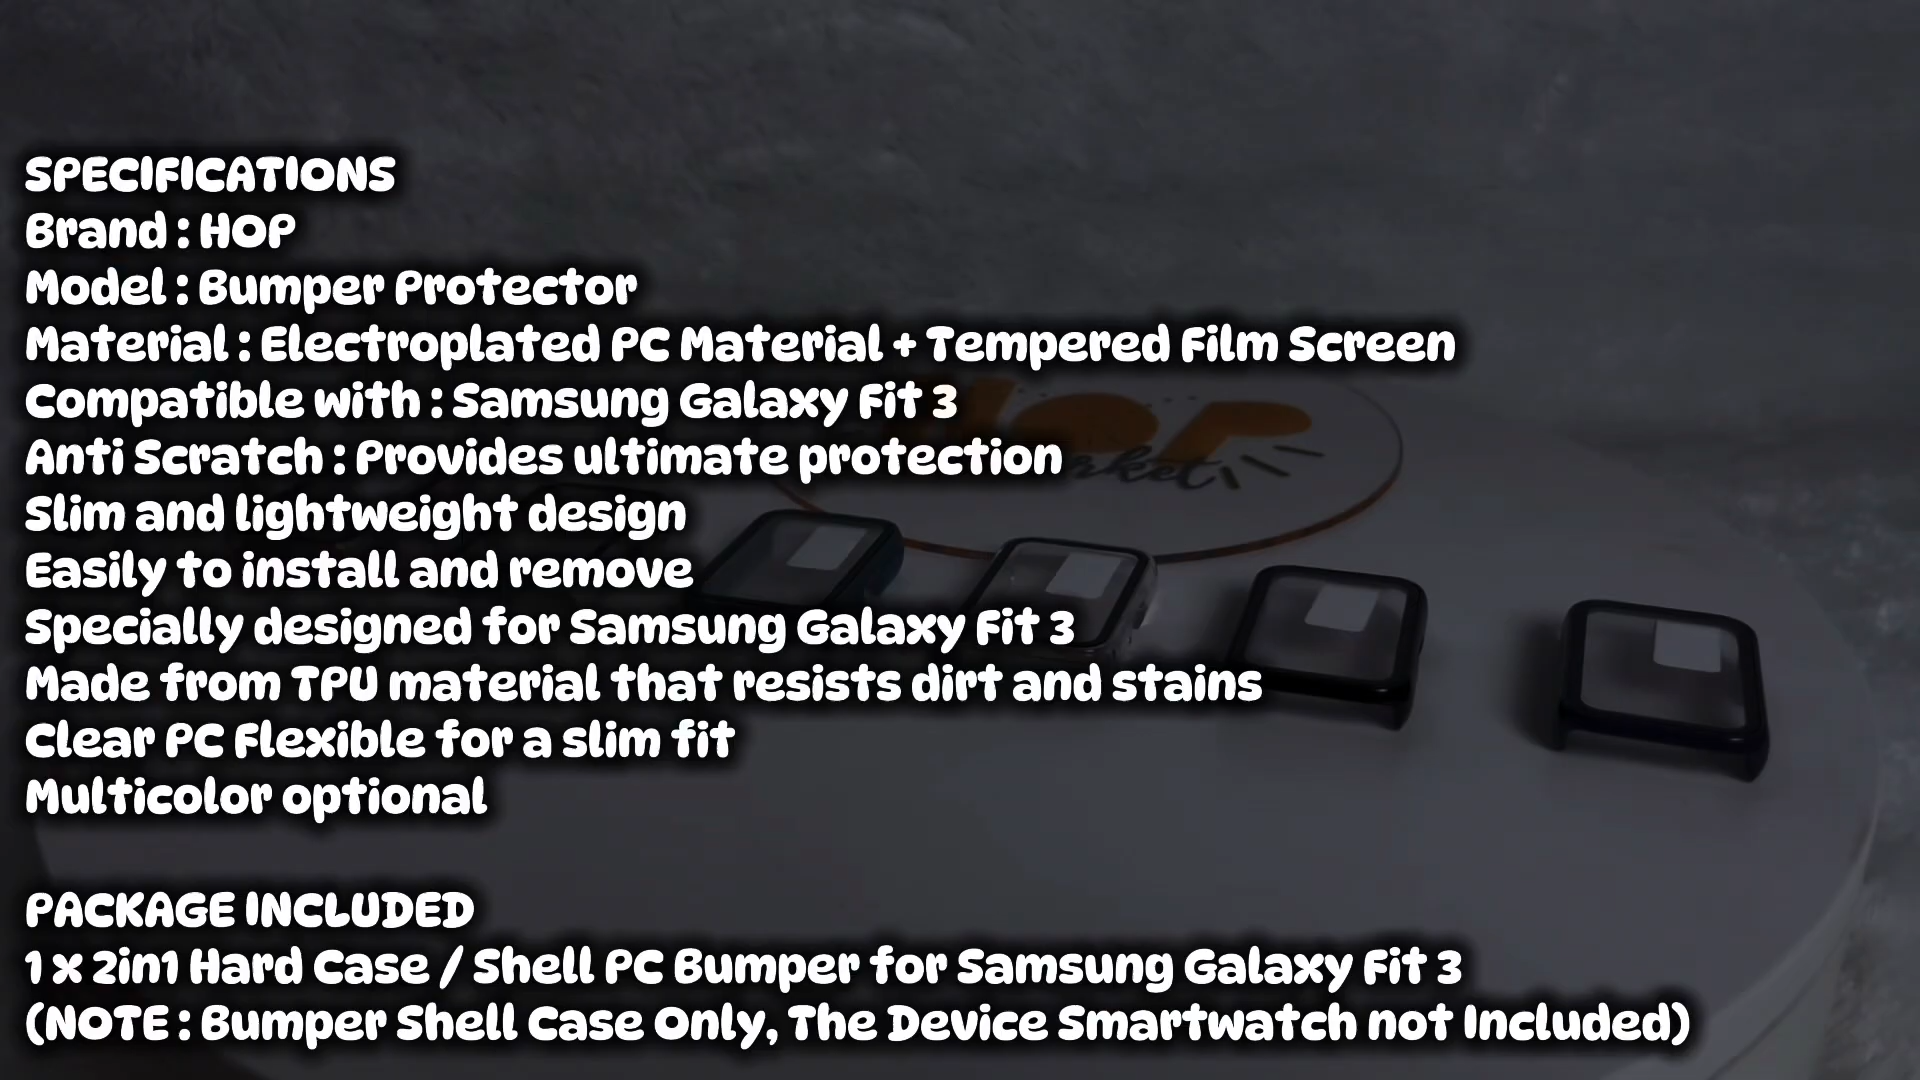 SPECIFICATIONS
Brand : HOP
Model : Bumper Protector
Material : Electroplated PC Material + Tempered Film Screen
Compatible with : Samsung Galaxy Fit 3
Anti Scratch : Provides ultimate protection
Slim and lightweight design
Easily to install and remove
Specially designed for Samsung Galaxy Fit 3
Made from TPU material that resists dirt and stains
Clear PC Flexible for a slim fit
Multicolor optional
PACKAGE INCLUDED
1 x 2in1 Hard Case / Shell PC Bumper for Samsung Galaxy Fit 3
(NOTE : Bumper Shell Case Only, The Device Smartwatch not Included)
HOP